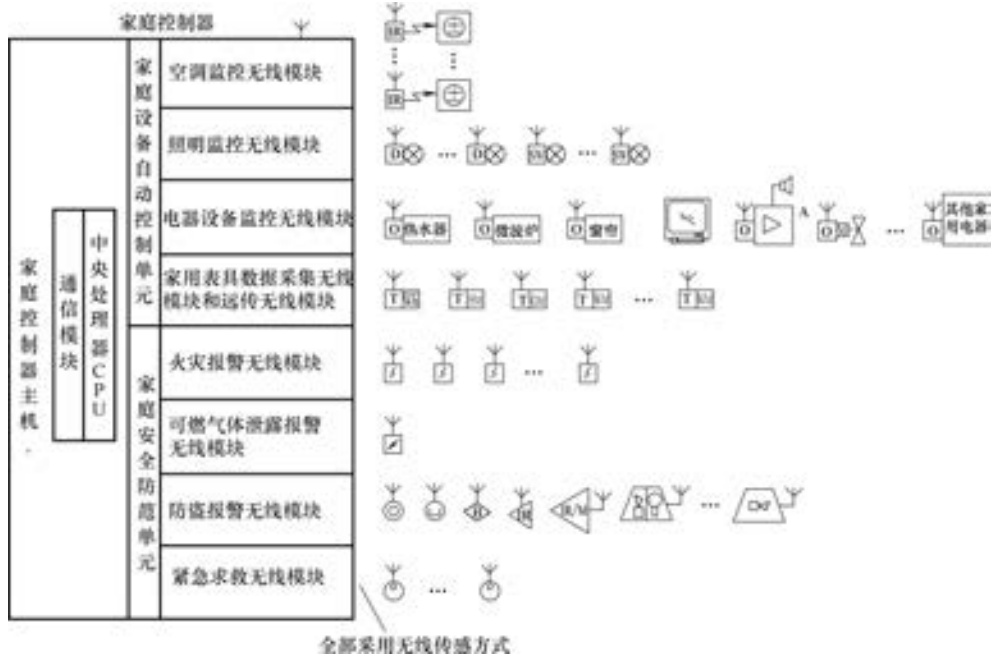 家庭控制器
家庭控制器主机
通信模块
中央处理器CPU
家庭设备自动控制单元
空调监控无线模块
IR
IR
照明监控无线模块
D
D
电器设备监控无线模块
O 热水器
O 微波炉
O 窗帘
O
A
O
O
其他家
用电器
家用表具数据采集无线
模块和远传无线模块
T
T
T
T
T
家庭安全防范单元
火灾报警无线模块
可燃气体泄露报警
无线模块
防盗报警无线模块
R/M
紧急求救无线模块
全部采用无线传感方式